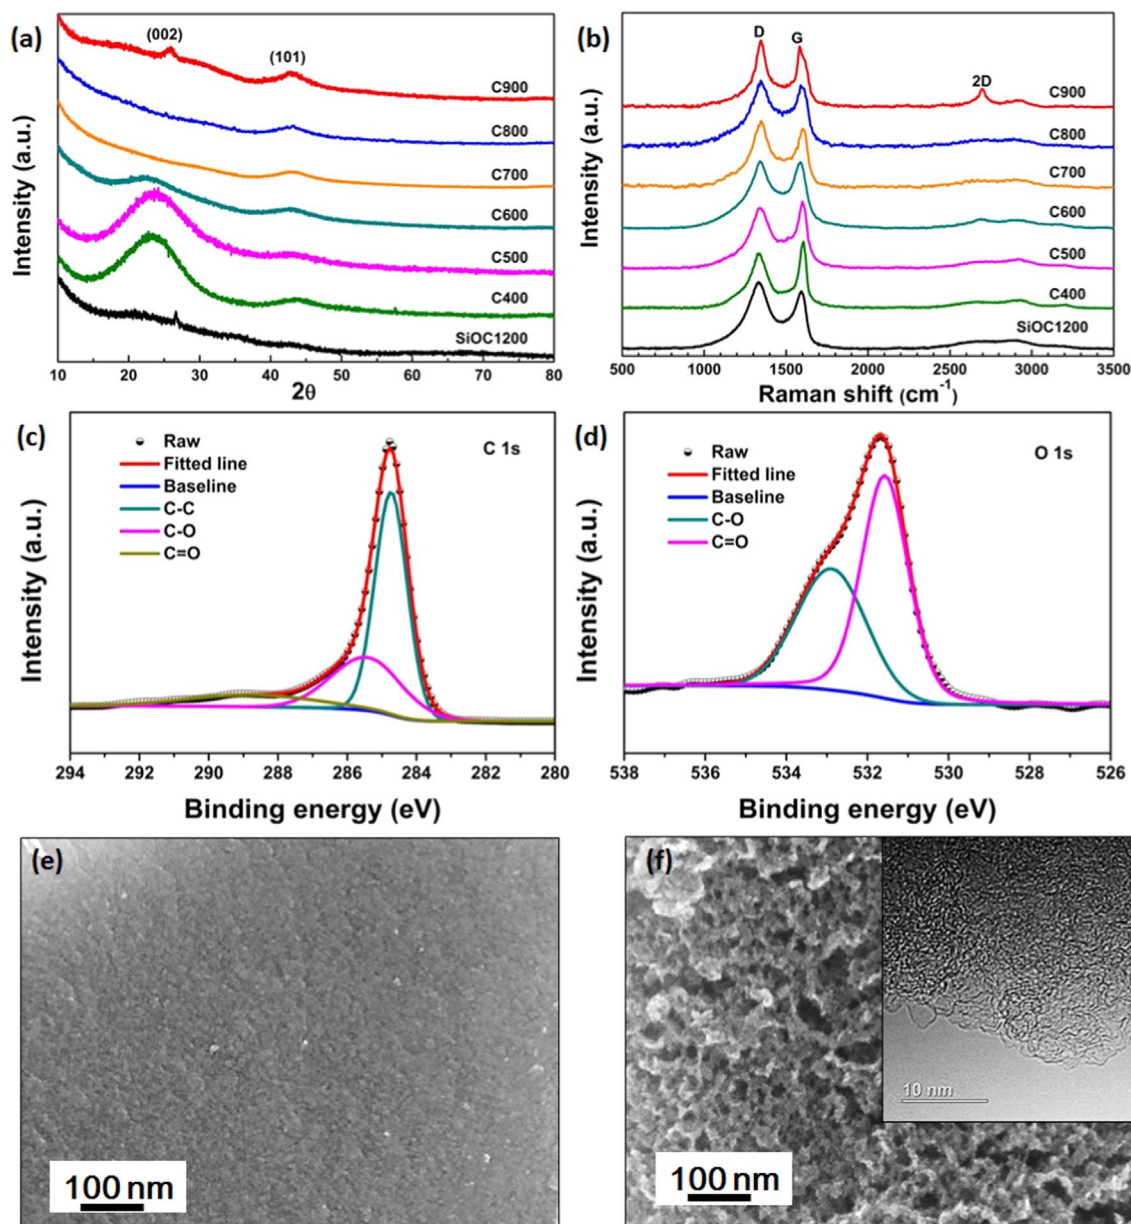 (a)
(002)
(101)
C900
C800
C700
C600
C500
C400
SiOC1200
Intensity (a.u.)
10 20 30 40 50 60 70 80
2θ
(b)
D G
2D
C900
C800
C700
C600
C500
C400
SiOC1200
Intensity (a.u.)
500 1000 1500 2000 2500 3000 3500
Raman shift (cm⁻¹)
(c)
Raw
Fitted line
Baseline
C-C
C-O
C=O
C 1s
Intensity (a.u.)
294 292 290 288 286 284 282 280
Binding energy (eV)
(d)
Raw
Fitted line
Baseline
C-O
C=O
O 1s
Intensity (a.u.)
538 536 534 532 530 528 526
Binding energy (eV)
(e)
100 nm
(f)
10 nm
100 nm